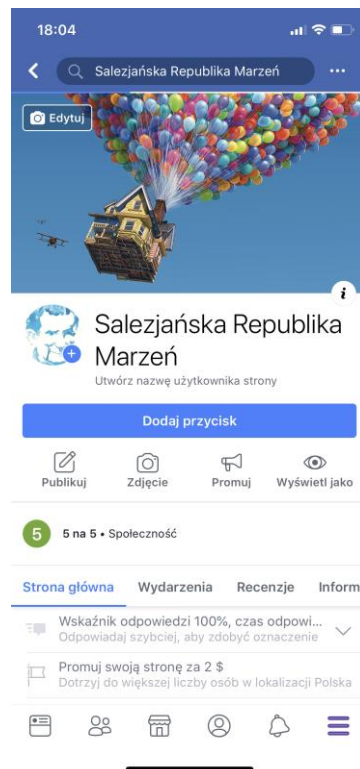 18:04
Salezjańska Republika Marzeń
Edytuj
Salezjańska Republika
Marzeń
Utwórz nazwę użytkownika strony
Dodaj przycisk
Publikuj Zdjęcie Promuj Wyświetl jako
5 5 na 5 • Społeczność
Strona główna Wydarzenia Recenzje Inform
Wskaźnik odpowiedzi 100%, czas odpowi...
Odpowiadaj szybciej, aby zdobyć oznaczenie
Promuj swoją stronę za 2 $
Dotrzyj do większej liczby osób w lokalizacji Polska